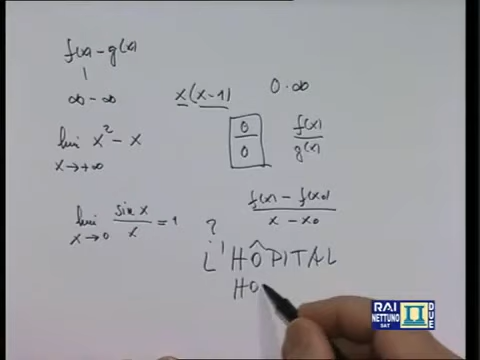 f(x) - g(x)
∞ - ∞
x(x-1)
0·∞
lim x² - x
x→+∞
0/0
f(x)/g(x)
lim sin x / x = 1
x→0
f(x) - f(x₀) / x - x₀
?
L'HÔPITAL
HO
RAI
NETTUNO
SAT
DUE